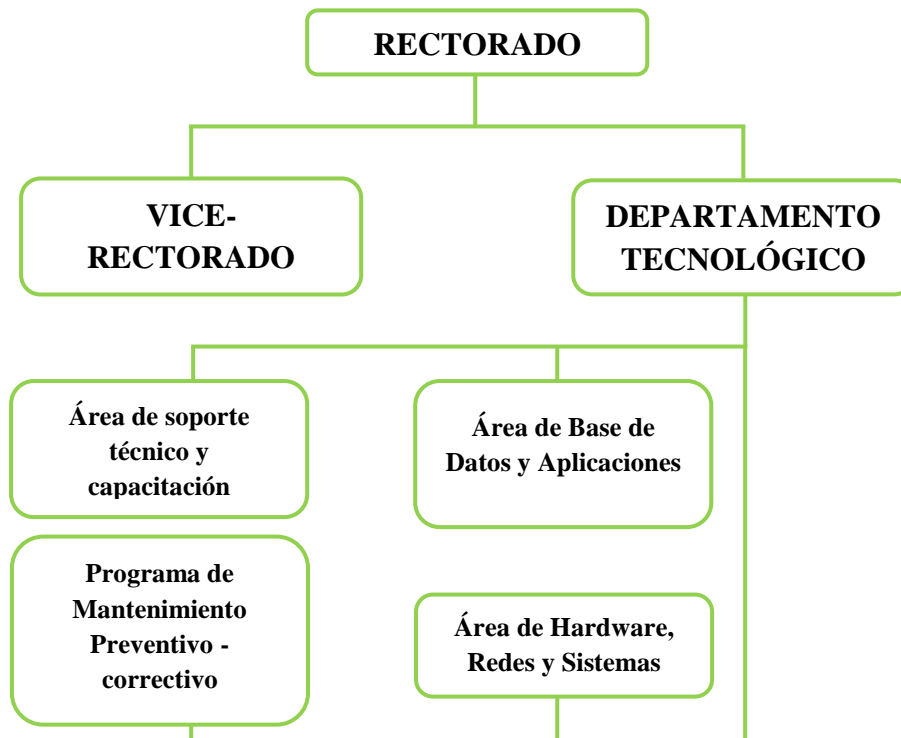 RECTORADO
VICE-
RECTORADO
DEPARTAMENTO
TECNOLÓGICO
Área de soporte
técnico y
capacitación
Área de Base de
Datos y Aplicaciones
Programa de
Mantenimiento
Preventivo -
correctivo
Área de Hardware,
Redes y Sistemas